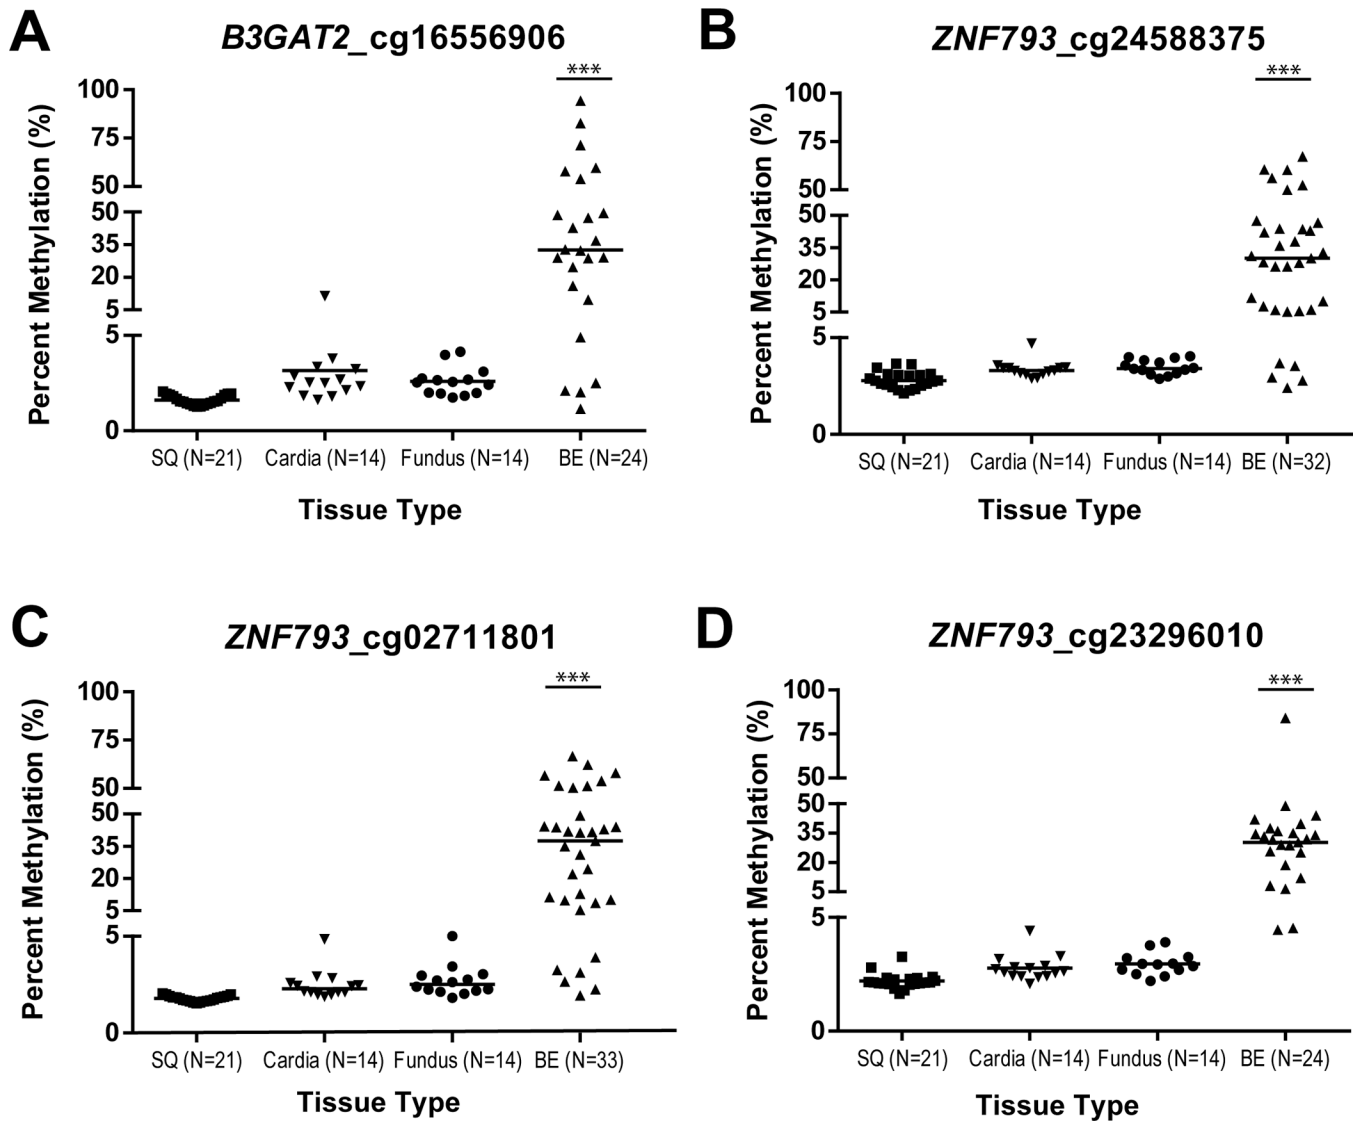 A
B3GAT2_cg16556906
***
Percent Methylation (%)
100
75
50
50
35
20
5
5
0
SQ (N=21) Cardia (N=14) Fundus (N=14) BE (N=24)
Tissue Type
B
ZNF793_cg24588375
***
Percent Methylation (%)
100
75
50
50
35
20
5
5
0
SQ (N=21) Cardia (N=14) Fundus (N=14) BE (N=32)
Tissue Type
C
ZNF793_cg02711801
***
Percent Methylation (%)
100
75
50
50
35
20
5
5
0
SQ (N=21) Cardia (N=14) Fundus (N=14) BE (N=33)
Tissue Type
D
ZNF793_cg23296010
***
Percent Methylation (%)
100
75
50
50
35
20
5
5
0
SQ (N=21) Cardia (N=14) Fundus (N=14) BE (N=24)
Tissue Type